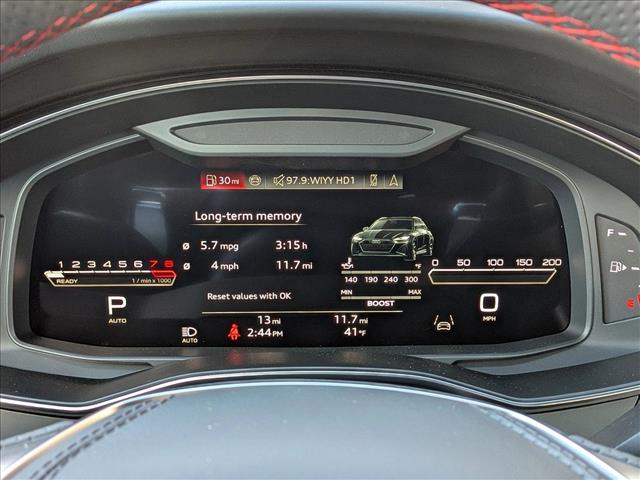 30 mi 97.9:WIYY HD1
Long-term memory
ø 5.7 mpg 3:15 h
ø 4 mph 11.7 mi
Reset values with OK
1 2 3 4 5 6 7 8
READY 1 / min x 1000
P
AUTO
140 190 240 300
°F
MIN MAX
BOOST
0 50 100 150 200
0
MPH
F
AUTO
13 mi 11.7 mi
2:44 PM 41°F